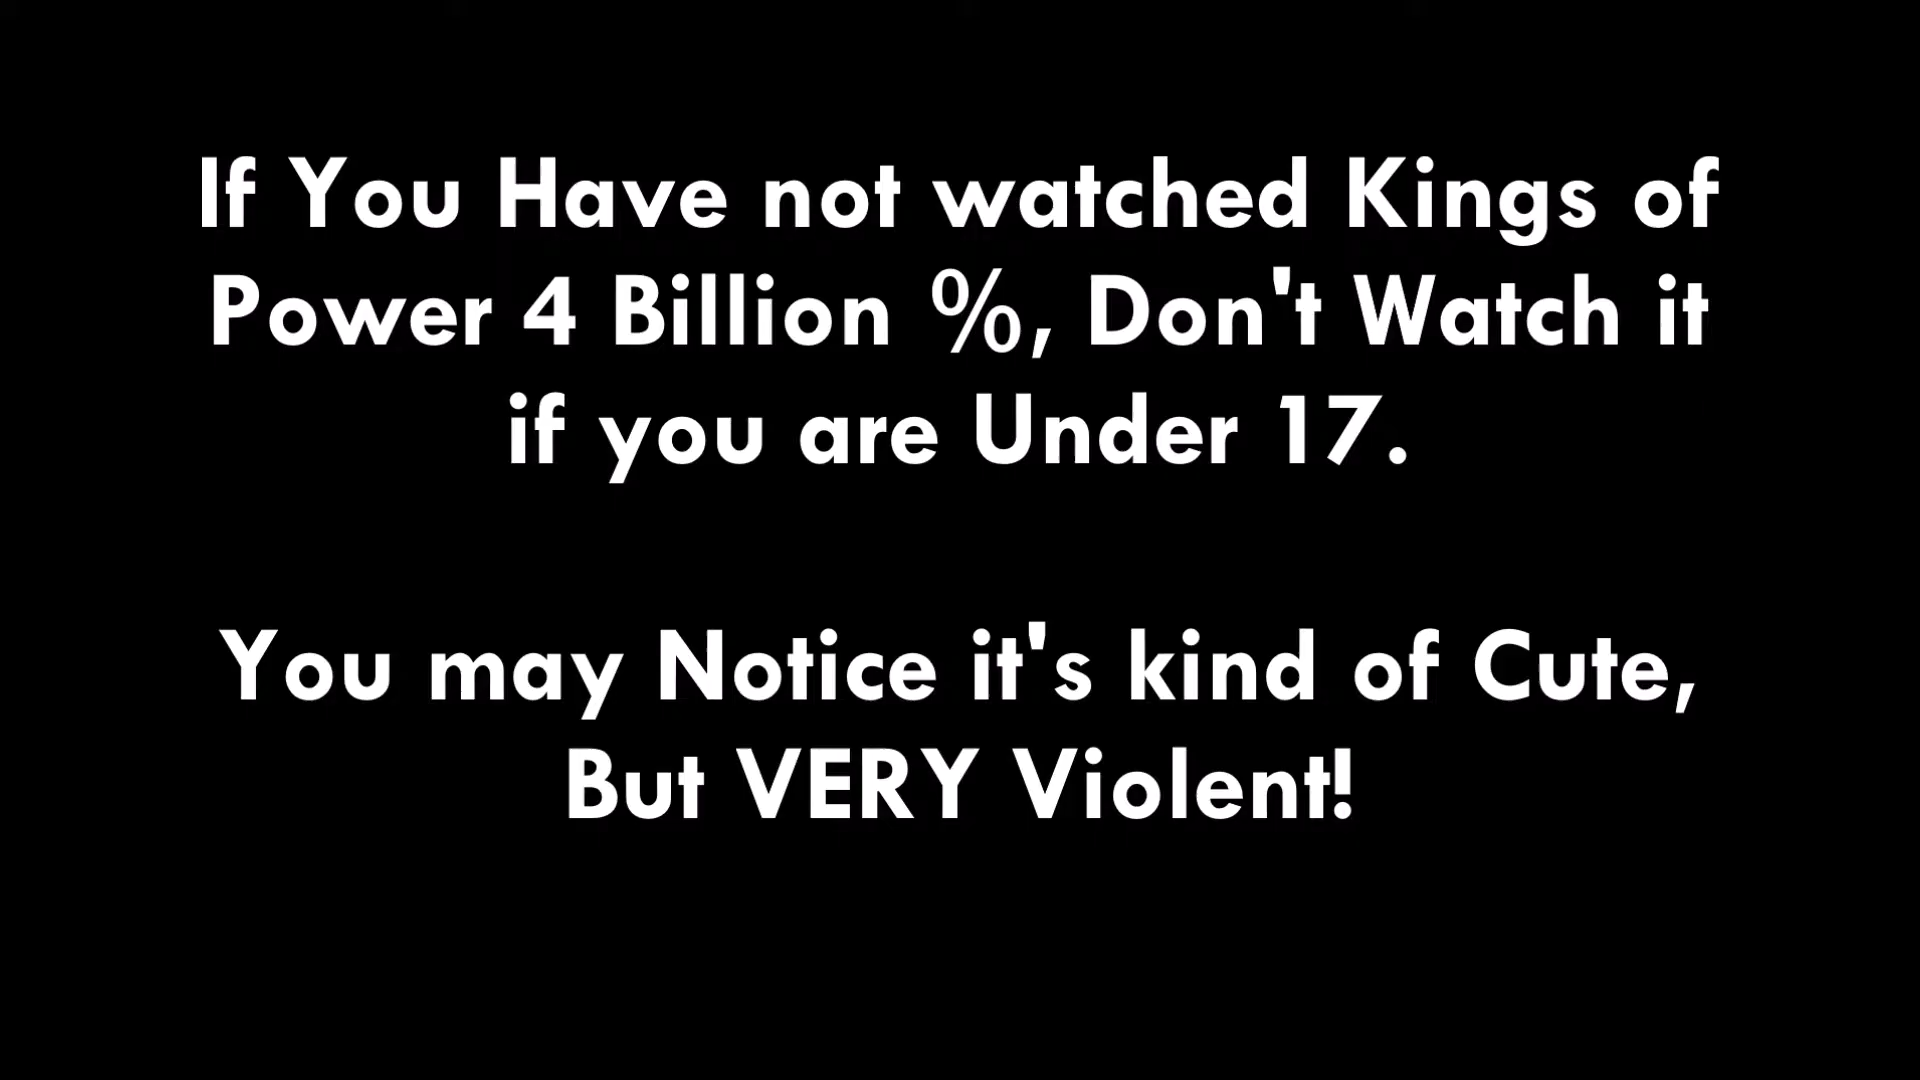 If You Have not watched Kings of
Power 4 Billion %, Don't Watch it
if you are Under 17.
You may Notice it's kind of Cute,
But VERY Violent!